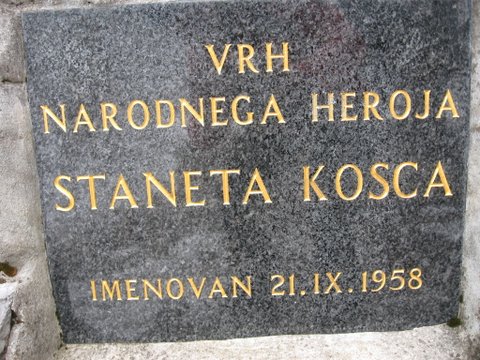 VRH
NARODNEGA HEROJA
STANETA KOSCA
IMENOVAN 21.IX.1958